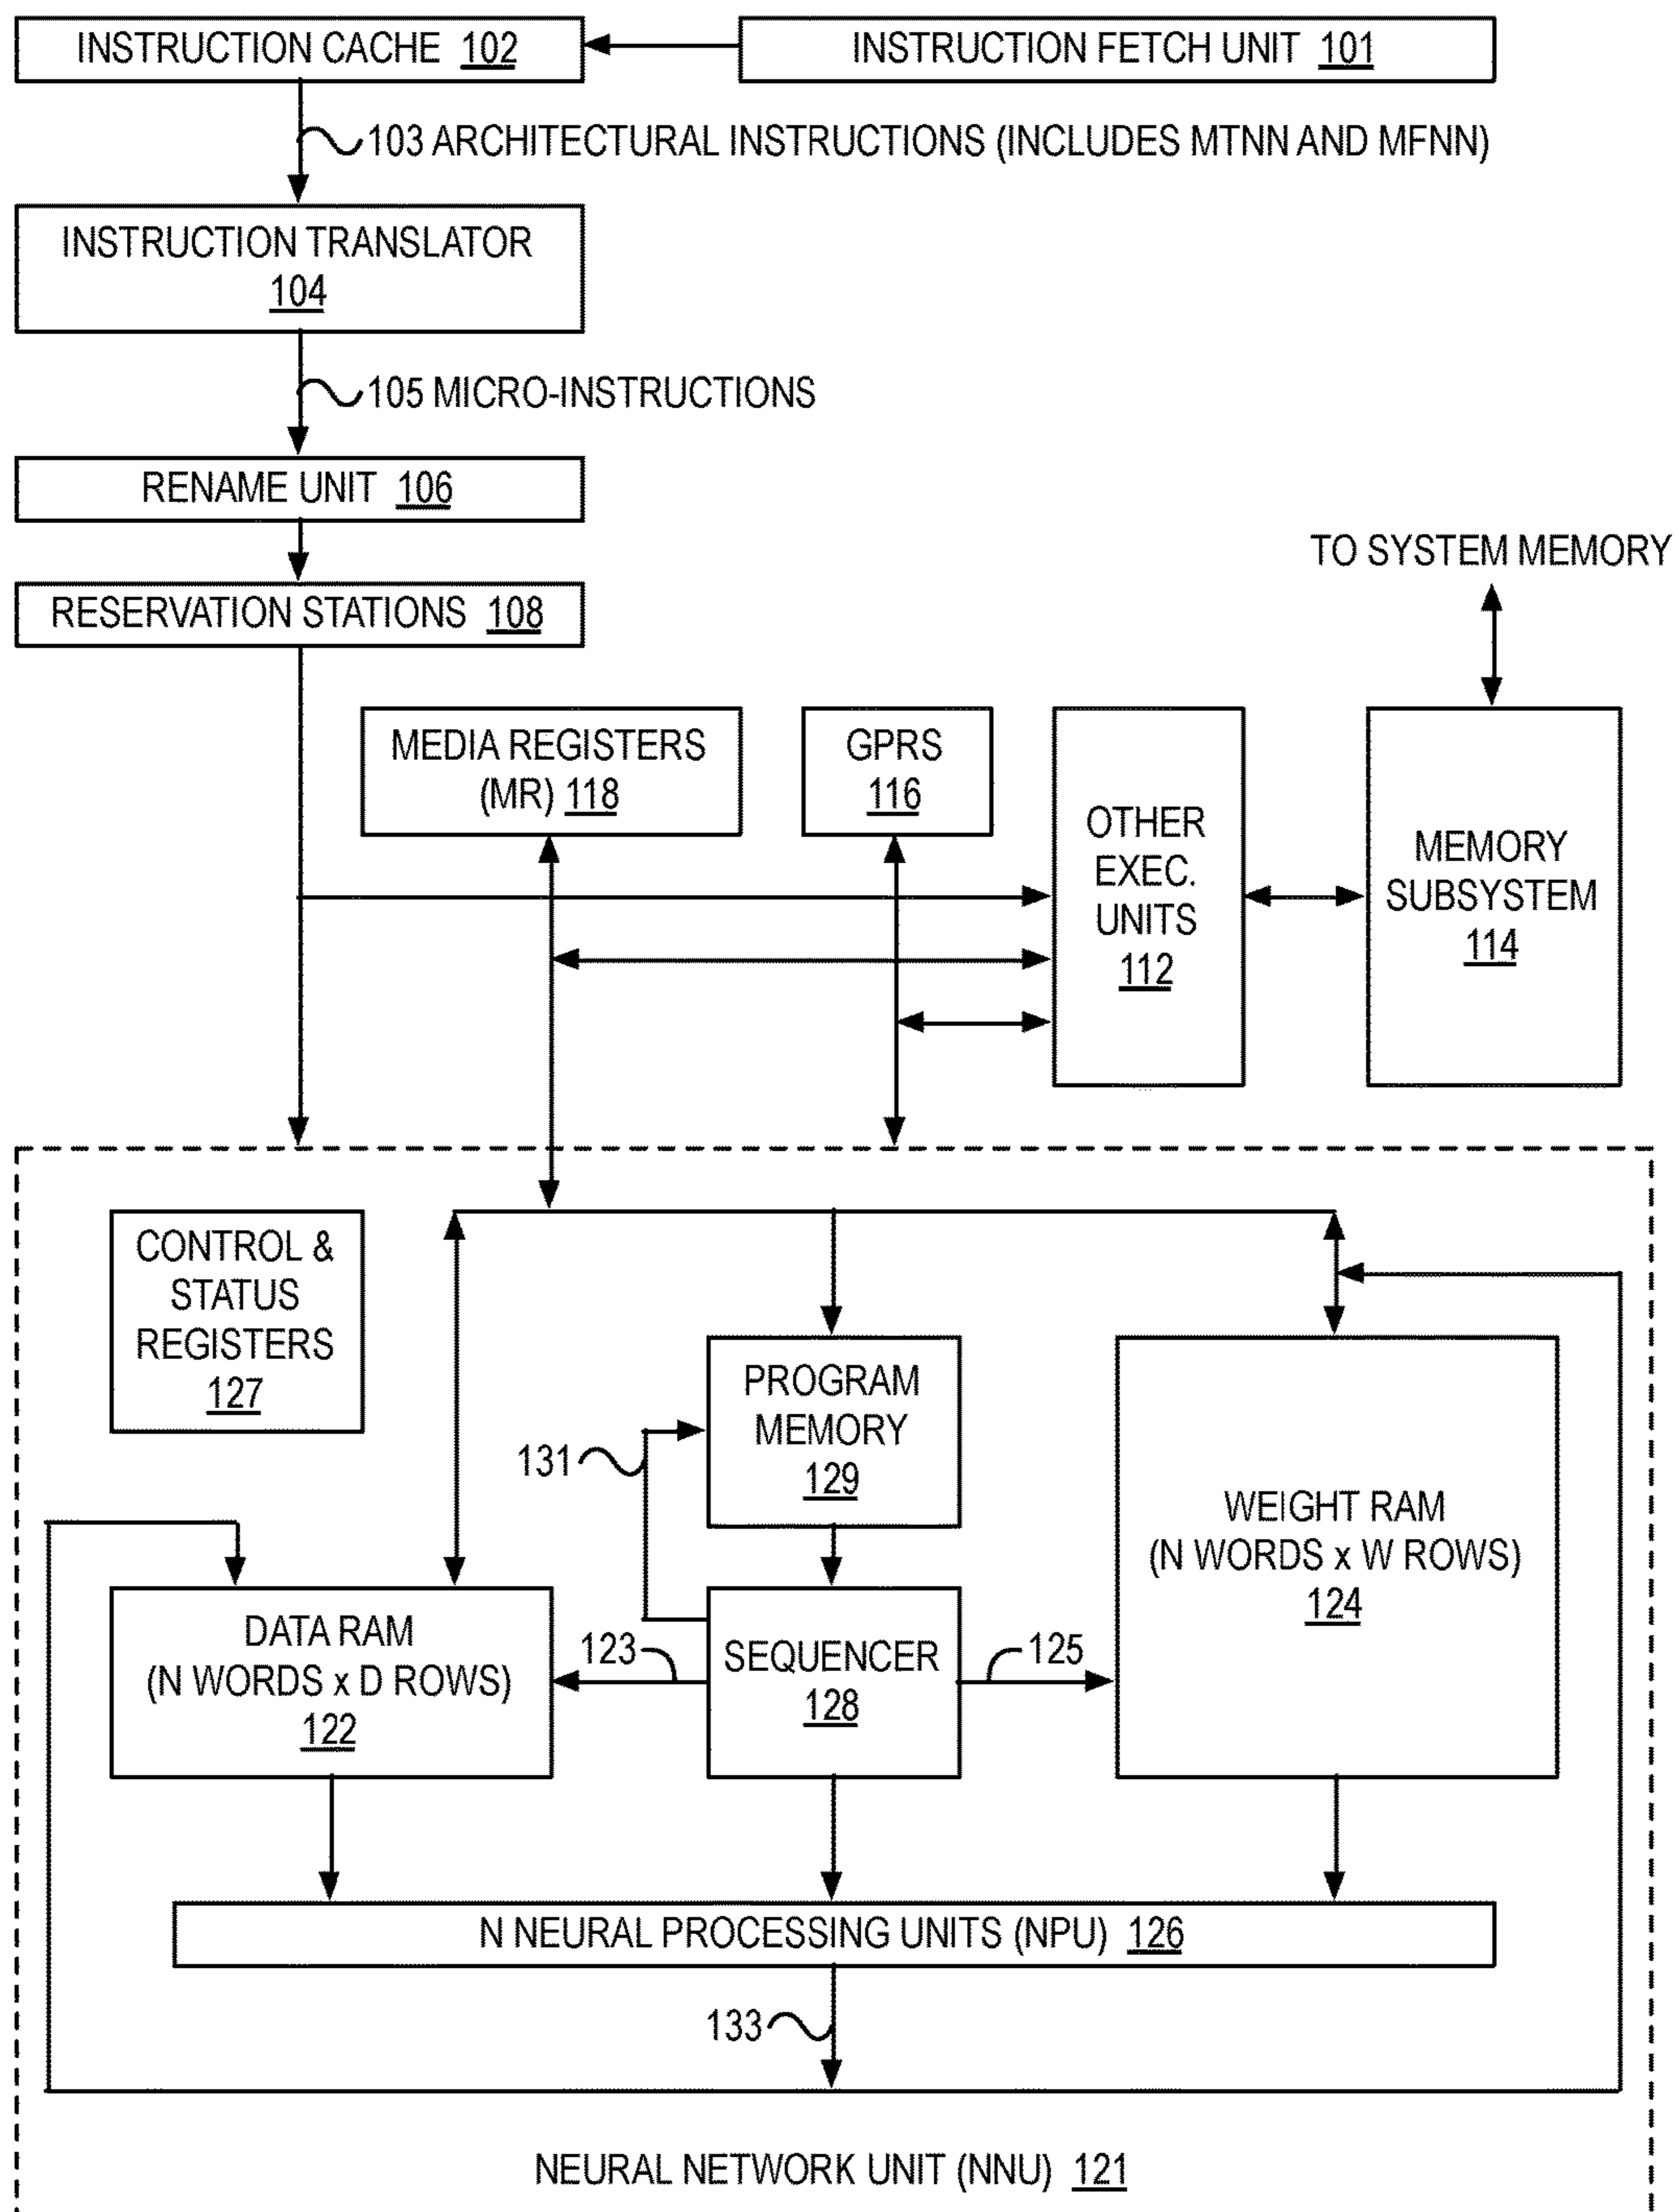 INSTRUCTION CACHE 102
INSTRUCTION FETCH UNIT 101
103 ARCHITECTURAL INSTRUCTIONS (INCLUDES MTNN AND MFNN)
INSTRUCTION TRANSLATOR
104
105 MICRO-INSTRUCTIONS
RENAME UNIT 106
RESERVATION STATIONS 108
TO SYSTEM MEMORY
MEDIA REGISTERS
(MR) 118
GPRS
116
OTHER
EXEC.
UNITS
112
MEMORY
SUBSYSTEM
114
CONTROL &
STATUS
REGISTERS
127
PROGRAM
MEMORY
129
131
WEIGHT RAM
(N WORDS x W ROWS)
124
DATA RAM
(N WORDS x D ROWS)
122
123
SEQUENCER
128
125
N NEURAL PROCESSING UNITS (NPU) 126
133
NEURAL NETWORK UNIT (NNU) 121